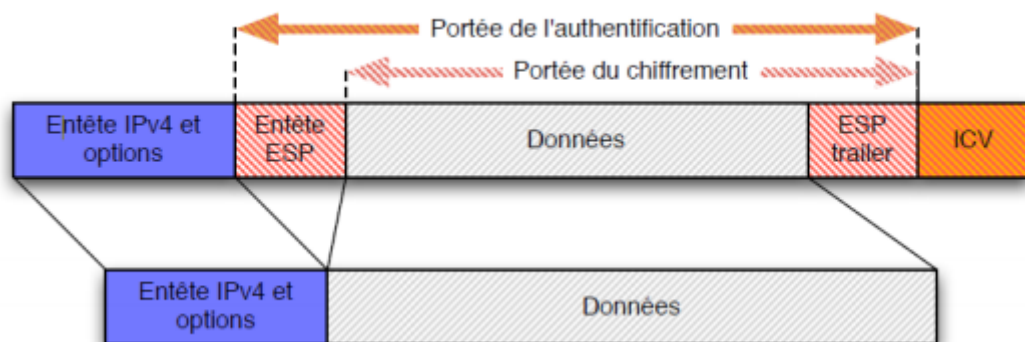 Portée de l'authentification
Portée du chiffrement
Entête IPv4 et
options
Entête
ESP
Données
ESP
trailer
ICV
Entête IPv4 et
options
Données